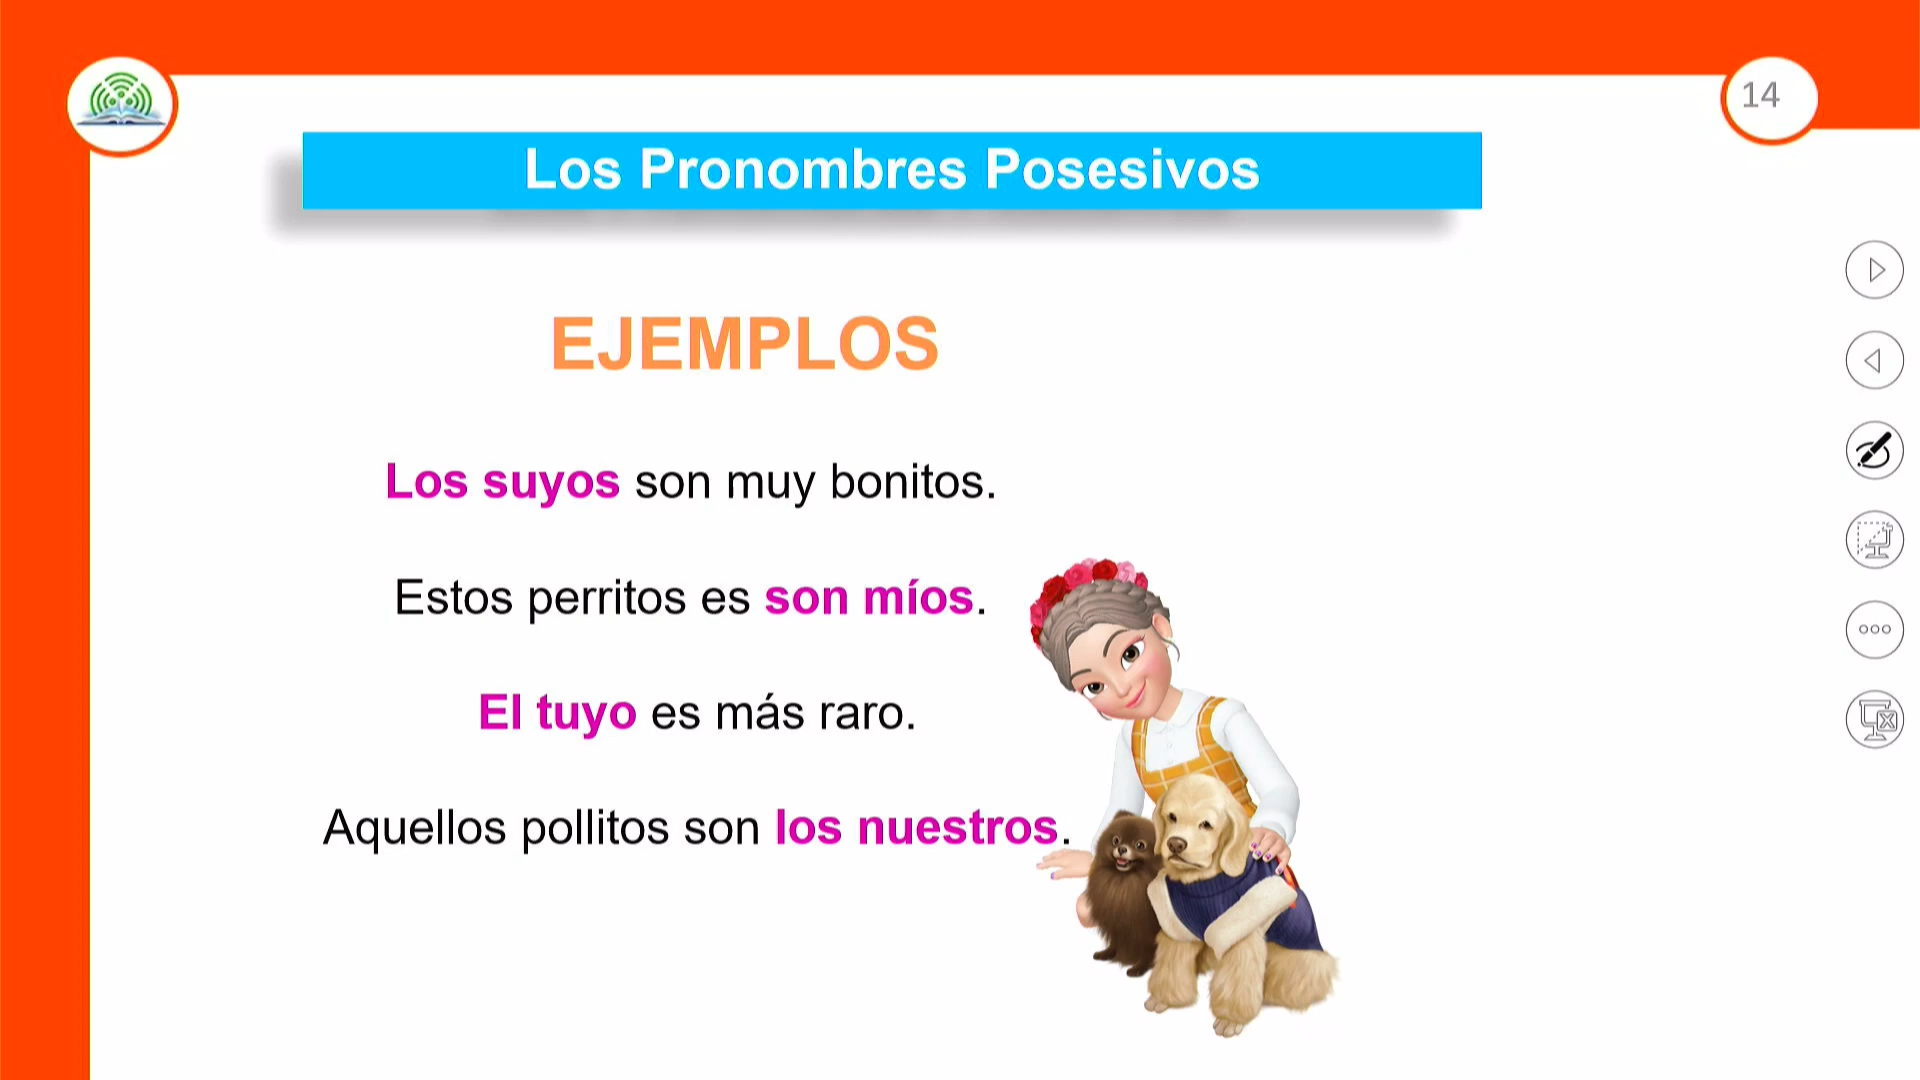 14
Los Pronombres Posesivos
EJEMPLOS
Los suyos son muy bonitos.
Estos perritos es son míos.
El tuyo es más raro.
Aquellos pollitos son los nuestros.